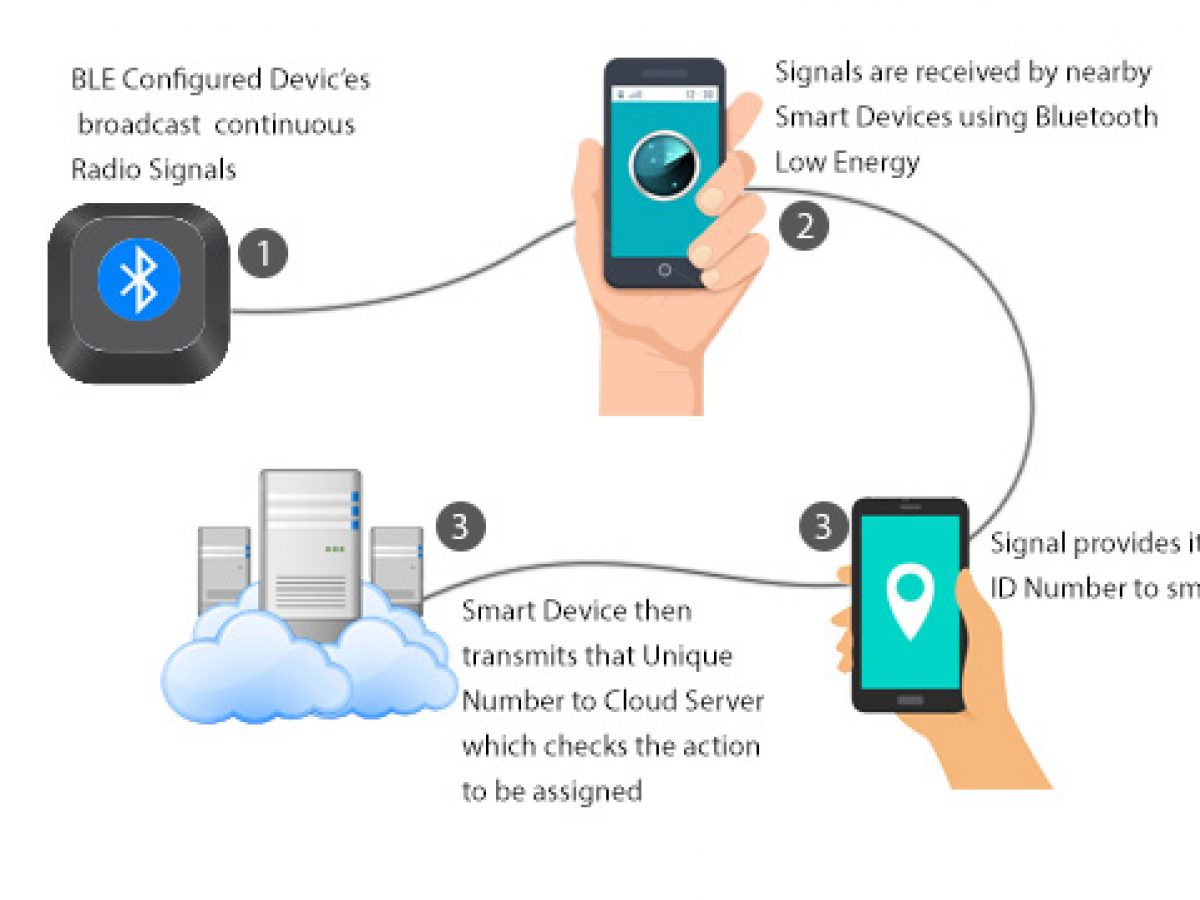 BLE Configured Devic'es
broadcast continuous
Radio Signals
1
Signals are received by nearby
Smart Devices using Bluetooth
Low Energy
2
3
Signal provides it
ID Number to sm
3
Smart Device then
transmits that Unique
Number to Cloud Server
which checks the action
to be assigned